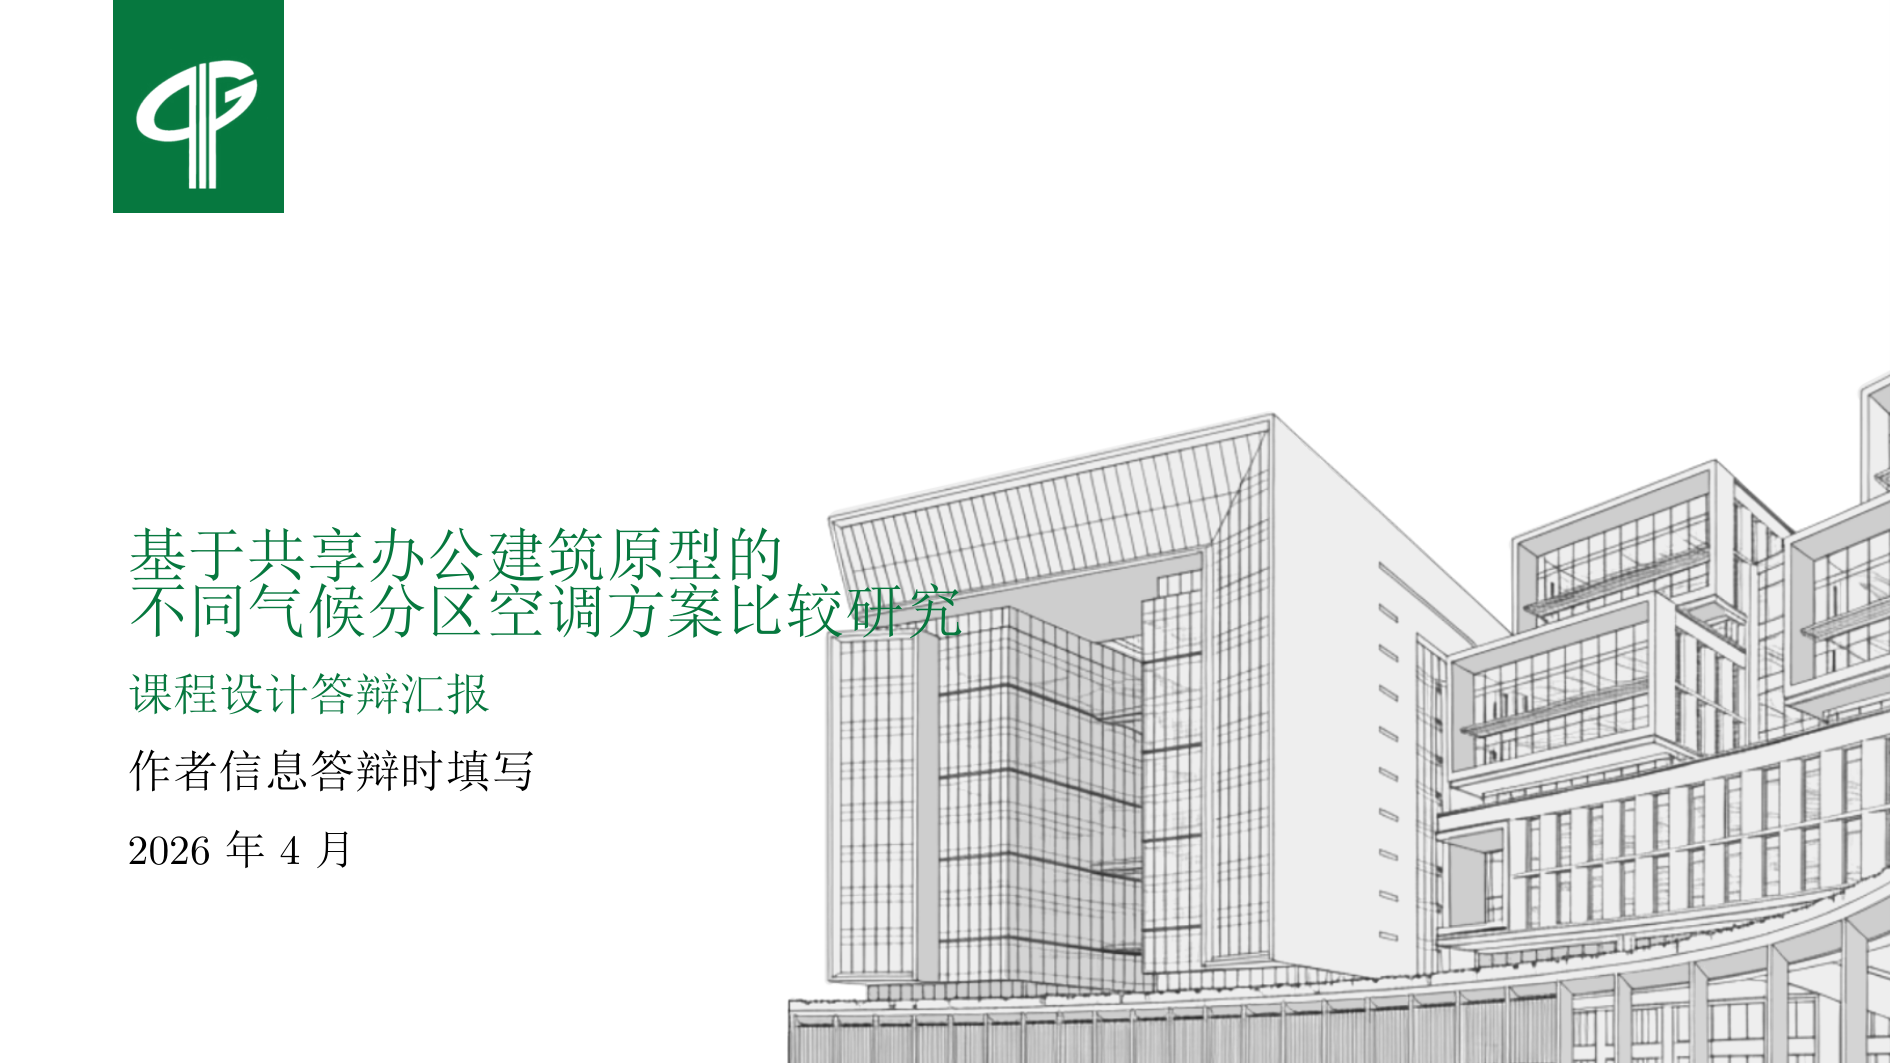 基于共享办公建筑原型的
不同气候分区空调方案比较研究
课程设计答辩汇报
作者信息答辩时填写
2026 年 4 月